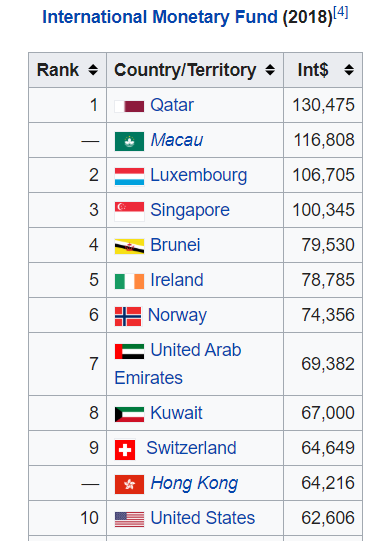 International Monetary Fund (2018)[4]
Rank Country/Territory Int$
1 Qatar 130,475
— Macau 116,808
2 Luxembourg 106,705
3 Singapore 100,345
4 Brunei 79,530
5 Ireland 78,785
6 Norway 74,356
7 United Arab
Emirates 69,382
8 Kuwait 67,000
9 Switzerland 64,649
— Hong Kong 64,216
10 United States 62,606